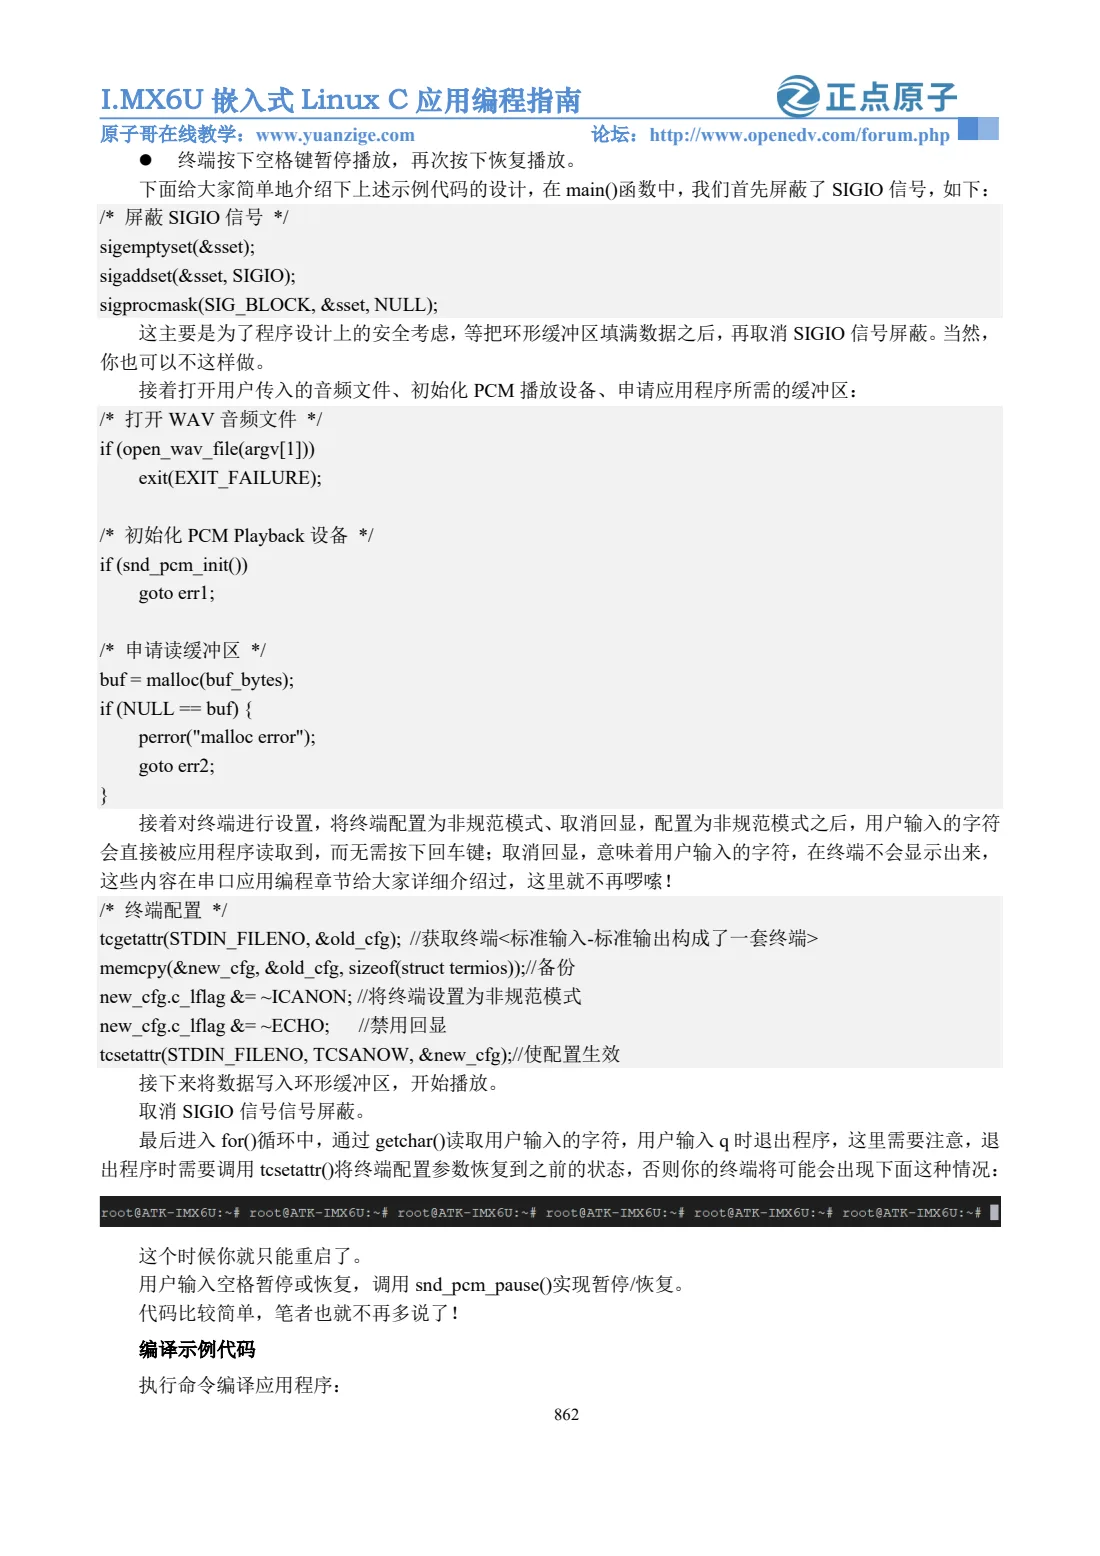 I.MX6U 嵌入式 Linux C 应用编程指南
正点原子
原子哥在线教学：www.yuanzige.com 论坛：http://www.openedv.com/forum.php
● 终端按下空格键暂停播放，再次按下恢复播放。
下面给大家简单地介绍下上述示例代码的设计，在 main()函数中，我们首先屏蔽了 SIGIO 信号，如下：
/* 屏蔽 SIGIO 信号 */
sigemptyset(&sset);
sigaddset(&sset, SIGIO);
sigprocmask(SIG_BLOCK, &sset, NULL);
这主要是为了程序设计上的安全考虑，等把环形缓冲区填满数据之后，再取消 SIGIO 信号屏蔽。当然，
你也可以不这样做。
接着打开用户传入的音频文件、初始化 PCM 播放设备、申请应用程序所需的缓冲区：
/* 打开 WAV 音频文件 */
if (open_wav_file(argv[1]))
exit(EXIT_FAILURE);
/* 初始化 PCM Playback 设备 */
if (snd_pcm_init())
goto err1;
/* 申请读缓冲区 */
buf = malloc(buf_bytes);
if (NULL == buf) {
perror("malloc error");
goto err2;
}
接着对终端进行设置，将终端配置为非规范模式、取消回显，配置为非规范模式之后，用户输入的字符
会直接被应用程序读取到，而无需按下回车键；取消回显，意味着用户输入的字符，在终端不会显示出来，
这些内容在串口应用编程章节给大家详细介绍过，这里就不再啰嗦！
/* 终端配置 */
tcgetattr(STDIN_FILENO, &old_cfg); //获取终端<标准输入-标准输出构成了一套终端>
memcpy(&new_cfg, &old_cfg, sizeof(struct termios));//备份
new_cfg.c_lflag &= ~ICANON; //将终端设置为非规范模式
new_cfg.c_lflag &= ~ECHO; //禁用回显
tcsetattr(STDIN_FILENO, TCSANOW, &new_cfg);//使配置生效
接下来将数据写入环形缓冲区，开始播放。
取消 SIGIO 信号信号屏蔽。
最后进入 for()循环中，通过 getchar()读取用户输入的字符，用户输入 q 时退出程序，这里需要注意，退
出程序时需要调用 tcsetattr()将终端配置参数恢复到之前的状态，否则你的终端将可能会出现下面这种情况：
root@ATK-IMX6U:~# root@ATK-IMX6U:~# root@ATK-IMX6U:~# root@ATK-IMX6U:~# root@ATK-IMX6U:~# root@ATK-IMX6U:~#
这个时候你就只能重启了。
用户输入空格暂停或恢复，调用 snd_pcm_pause()实现暂停/恢复。
代码比较简单，笔者也就不再多说了！
编译示例代码
执行命令编译应用程序：
862